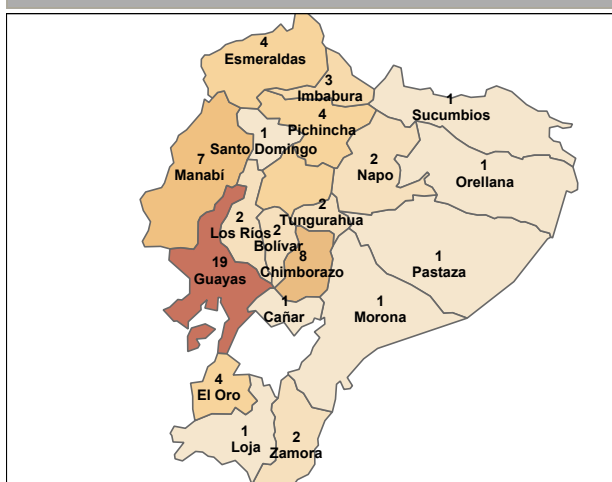 4
Esmeraldas
3
Imbabura
1
Sucumbios
4
Pichincha
1
Santo Domingo
7
Manabí
2
Napo
1
Orellana
2
Tungurahua
2
Los Ríos
2
Bolívar
8
Chimborazo
19
Guayas
1
Pastaza
1
Cañar
1
Morona
4
El Oro
1
Loja
2
Zamora